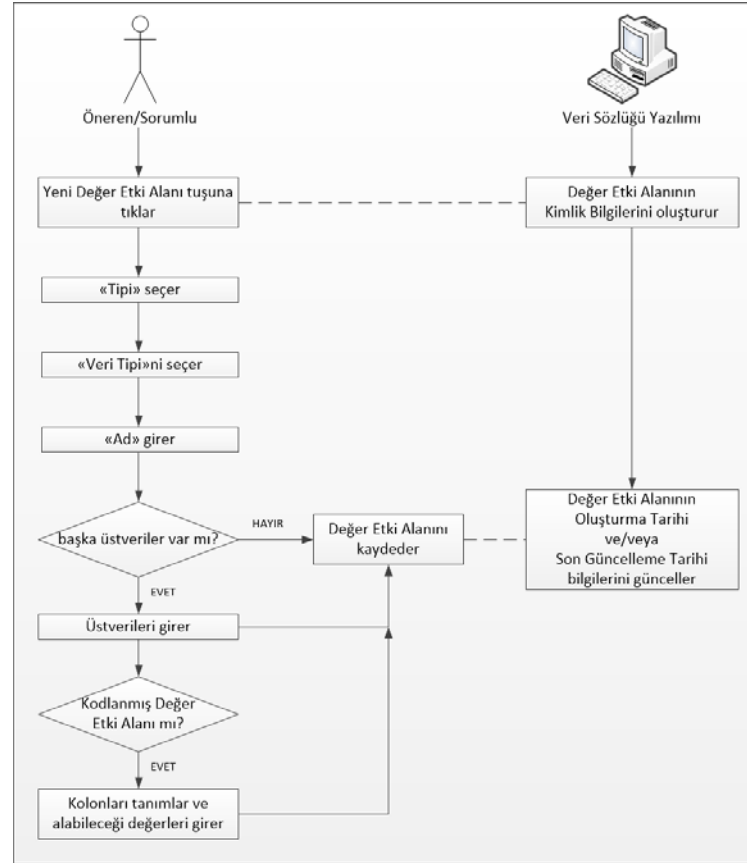 Öneren/Sorumlu
Veri Sözlüğü Yazılımı
Yeni Değer Etki Alanı tuşuna
tıklar
Değer Etki Alanının
Kimlik Bilgilerini oluşturur
«Tipi» seçer
«Veri Tipi»ni seçer
«Ad» girer
başka üstveriler var mı?
HAYIR
Değer Etki Alanını
kaydeder
Değer Etki Alanının
Oluşturma Tarihi
ve/veya
Son Güncelleme Tarihi
bilgilerini günceller
EVET
Üstverileri girer
Kodlanmış Değer
Etki Alanı mı?
EVET
Kolonları tanımlar ve
alabileceği değerleri girer